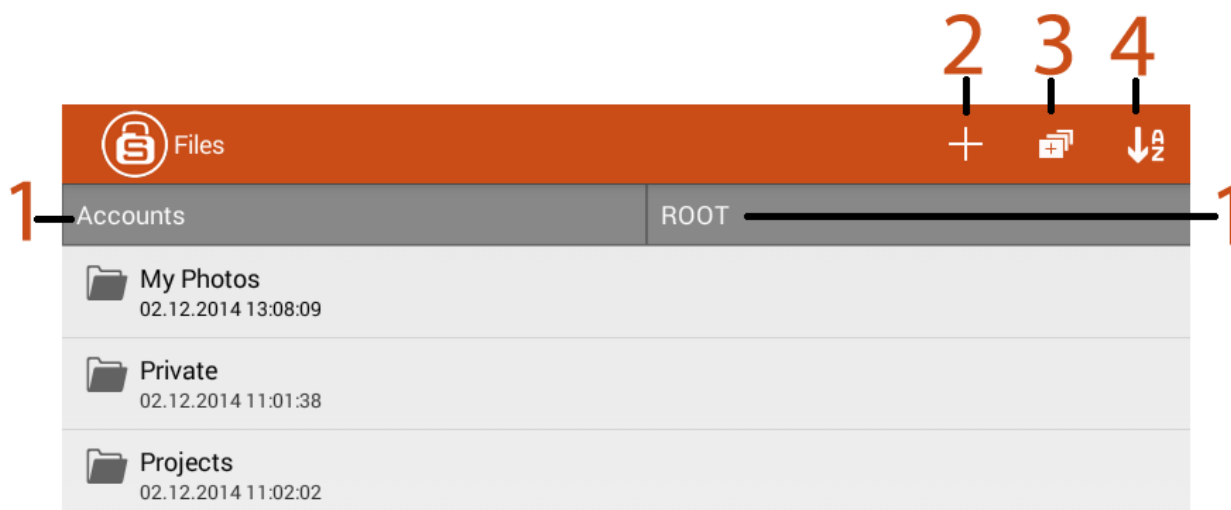 2 3 4
S Files A Z
1 Accounts ROOT 1
My Photos
02.12.2014 13:08:09
Private
02.12.2014 11:01:38
Projects
02.12.2014 11:02:02